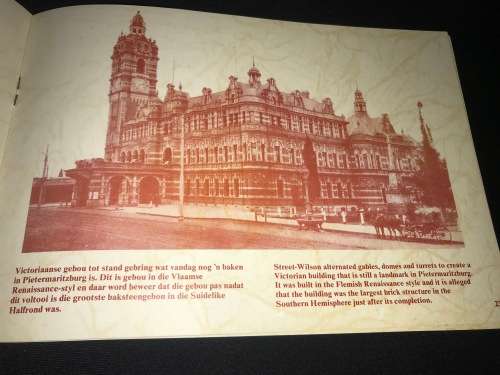 Victoriaanse gebou tot stand gebring wat vandag nog 'n baken
in Pietermaritzburg is. Dit is gebou in die Vlaamse
Renaissance-styl en daar word beweer dat die gebou pas nadat
dit voltooi is die grootste baksteengebou in die Suidelike
Halfrond was.
Street-Wilson alternated gables, domes and turrets to create a
Victorian building that is still a landmark in Pietermaritzburg.
It was built in the Flemish Renaissance style and it is alleged
that the building was the largest brick structure in the
Southern Hemisphere just after its completion.